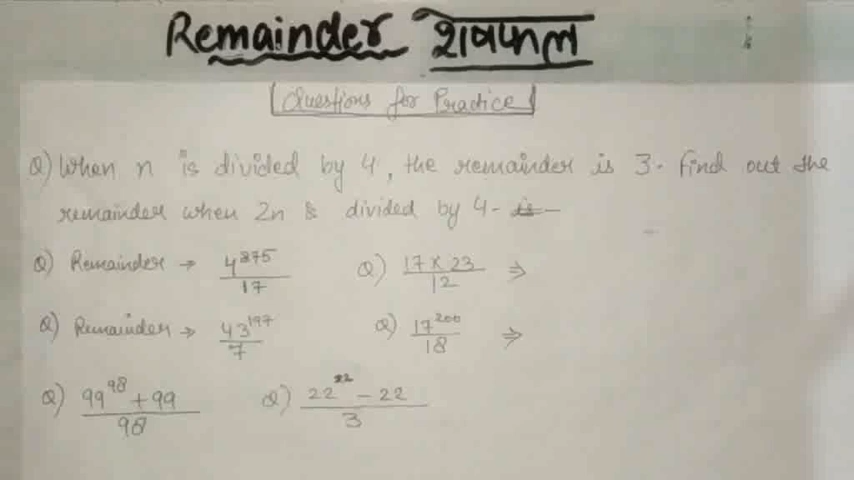 Remainder शेषफल
Questions for Practice
Q) When n is divided by 4, the remainder is 3. find out the
remainder when 2n is divided by 4.
Q) Remainder → 4^875/17 Q) 17 × 23/12 ⇒
Q) Remainder → 43^197/7 Q) 17^200/18 ⇒
Q) 99^98 + 99/98 Q) 22^22 - 22/3